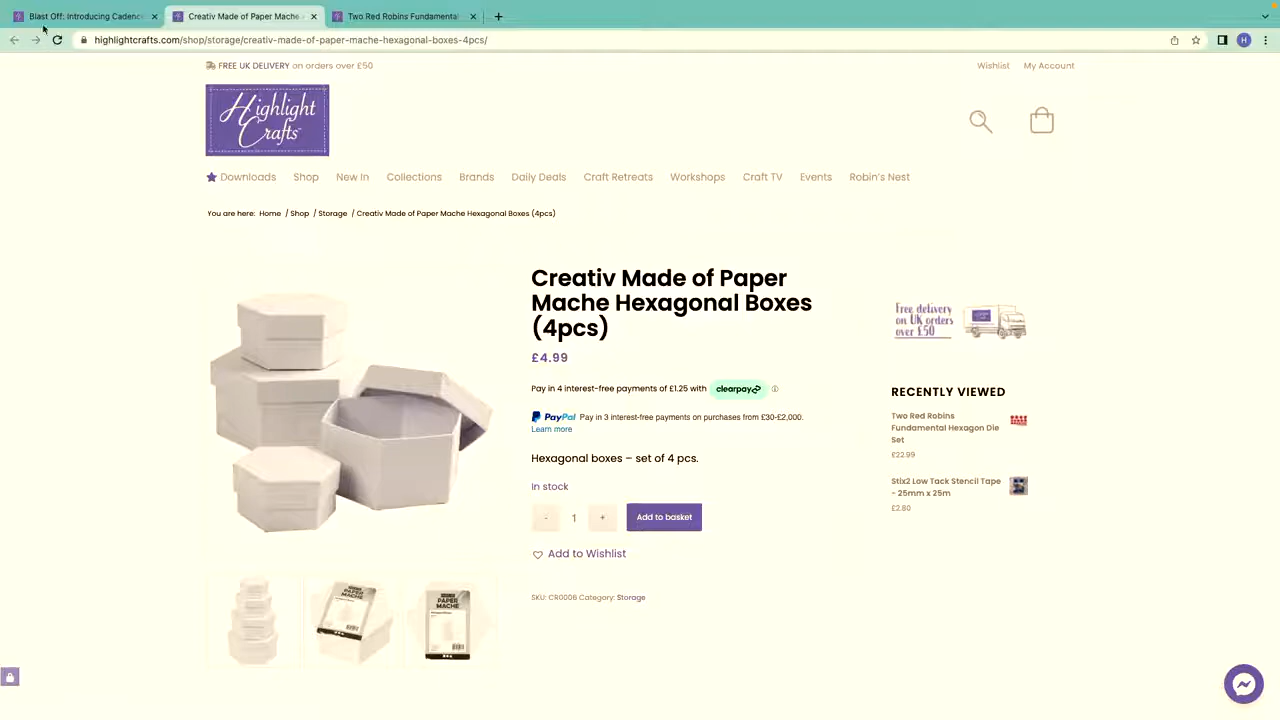 Blast Off: Introducing Cadenc
Creativ Made of Paper Mache
Two Red Robins Fundamental
highlightcrafts.com/shop/storage/creativ-made-of-paper-mache-hexagonal-boxes-4pcs/
H
FREE UK DELIVERY on orders over £50
Wishlist My Account
Highlight
Crafts
Downloads Shop New In Collections Brands Daily Deals Craft Retreats Workshops Craft TV Events Robin's Nest
You are here: Home / Shop / Storage / Creativ Made of Paper Mache Hexagonal Boxes (4pcs)
Creativ Made of Paper
Mache Hexagonal Boxes
(4pcs)
£4.99
Pay in 4 interest-free payments of £1.25 with clearpay
PayPal Pay in 3 interest-free payments on purchases from £30-£2,000.
Learn more
Hexagonal boxes – set of 4 pcs.
In stock
- 1 + Add to basket
Add to Wishlist
SKU: CR0006 Category: Storage
Free delivery
on UK orders
over £50
RECENTLY VIEWED
Two Red Robins
Fundamental Hexagon Die
Set
£22.99
Stix2 Low Tack Stencil Tape
- 25mm x 25m
£2.80
PAPER
MACHE
PAPER
MACHE